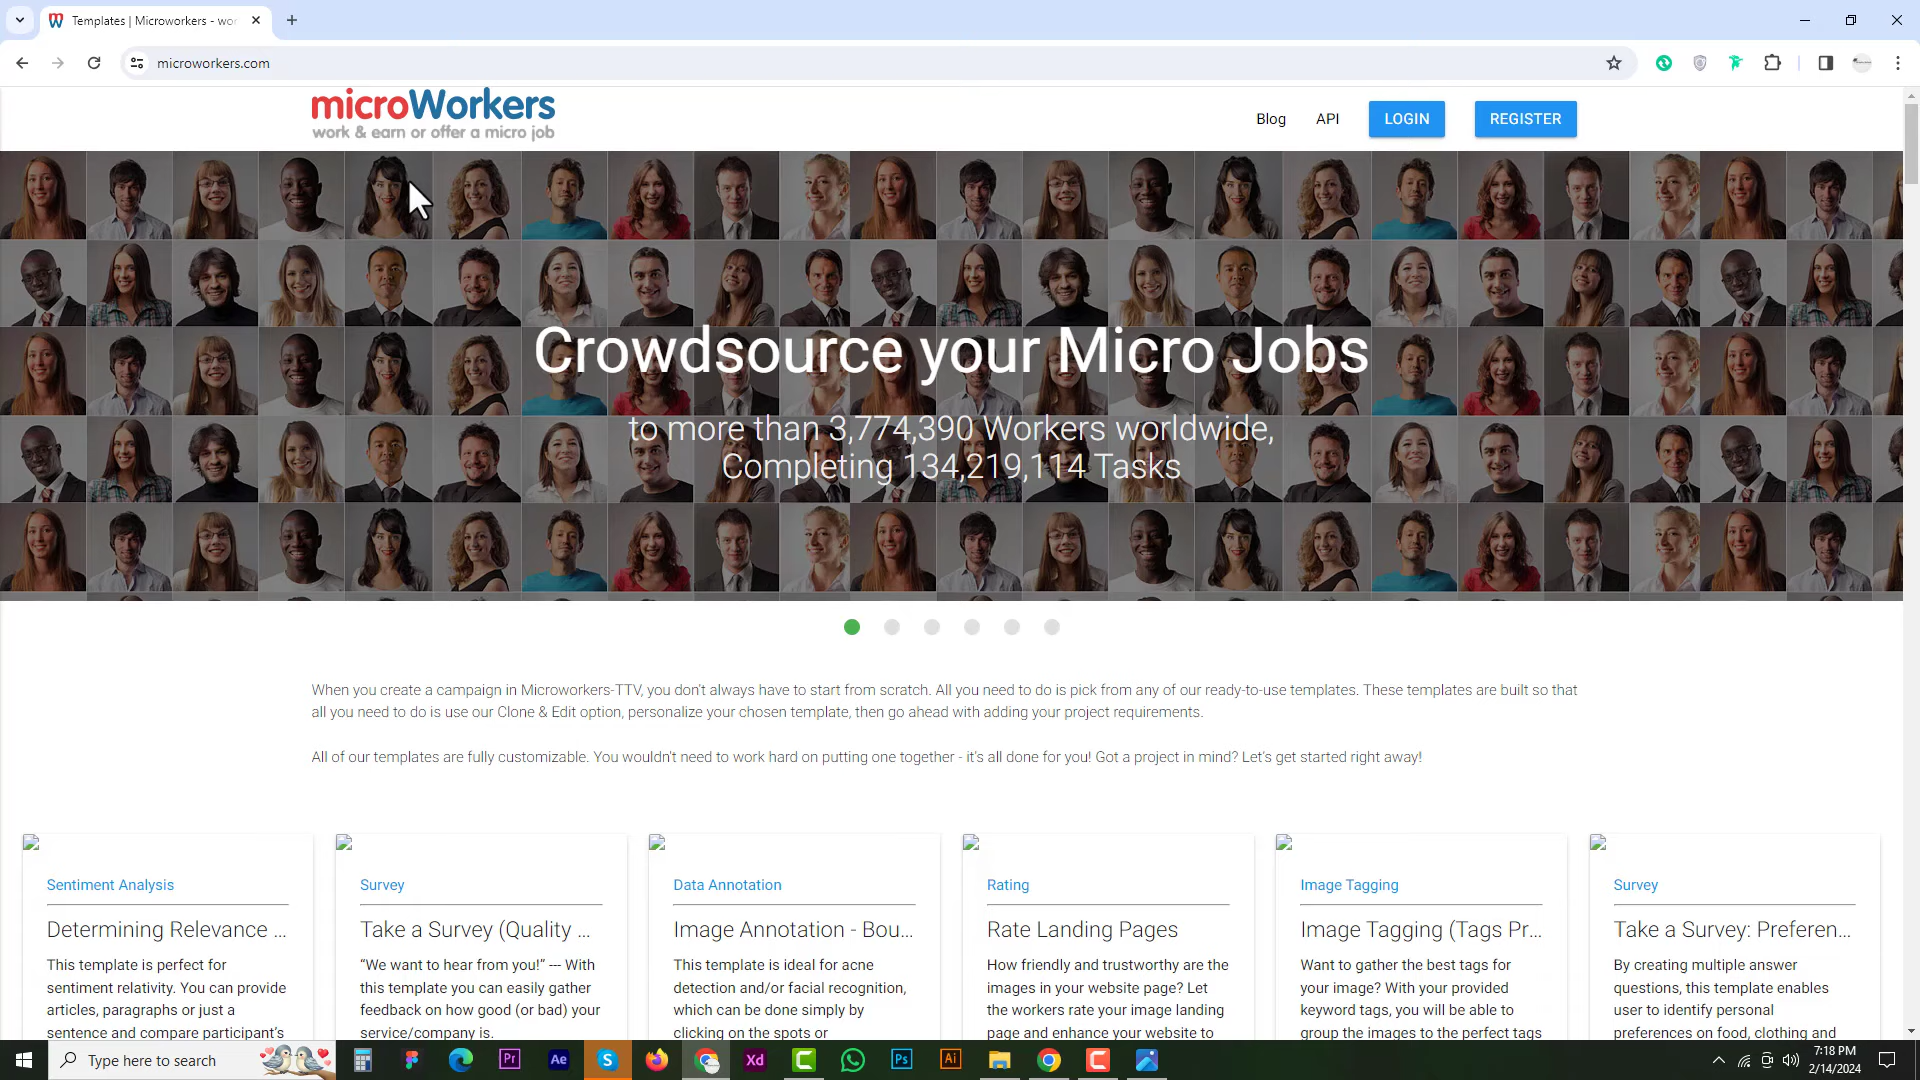 Templates | Microworkers - wo
microworkers.com
microWorkers
work & earn or offer a micro job
Blog
API
LOGIN
REGISTER
Crowdsource your Micro Jobs
to more than 3,774,390 Workers worldwide,
Completing 134,219,114 Tasks
When you create a campaign in Microworkers-TTV, you don't always have to start from scratch. All you need to do is pick from any of our ready-to-use templates. These templates are built so that
all you need to do is use our Clone & Edit option, personalize your chosen template, then go ahead with adding your project requirements.
All of our templates are fully customizable. You wouldn't need to work hard on putting one together - it's all done for you! Got a project in mind? Let's get started right away!
Sentiment Analysis
Determining Relevance ...
This template is perfect for
sentiment relativity. You can provide
articles, paragraphs or just a
sentence and compare participant's
Survey
Take a Survey (Quality ...
“We want to hear from you!” --- With
this template you can easily gather
feedback on how good (or bad) your
service/company is.
Data Annotation
Image Annotation - Bou...
This template is ideal for acne
detection and/or facial recognition,
which can be done simply by
clicking on the spots or
Rating
Rate Landing Pages
How friendly and trustworthy are the
images in your website page? Let
the workers rate your image landing
page and enhance your website to
Image Tagging
Image Tagging (Tags Pr...
Want to gather the best tags for
your image? With your provided
keyword tags, you will be able to
group the images to the perfect tags
Survey
Take a Survey: Preferen...
By creating multiple answer
questions, this template enables
user to identify personal
preferences on food, clothing and
Type here to search
Pr
Ae
S
Xd
C
Ps
Ai
C
7:18 PM
2/14/2024